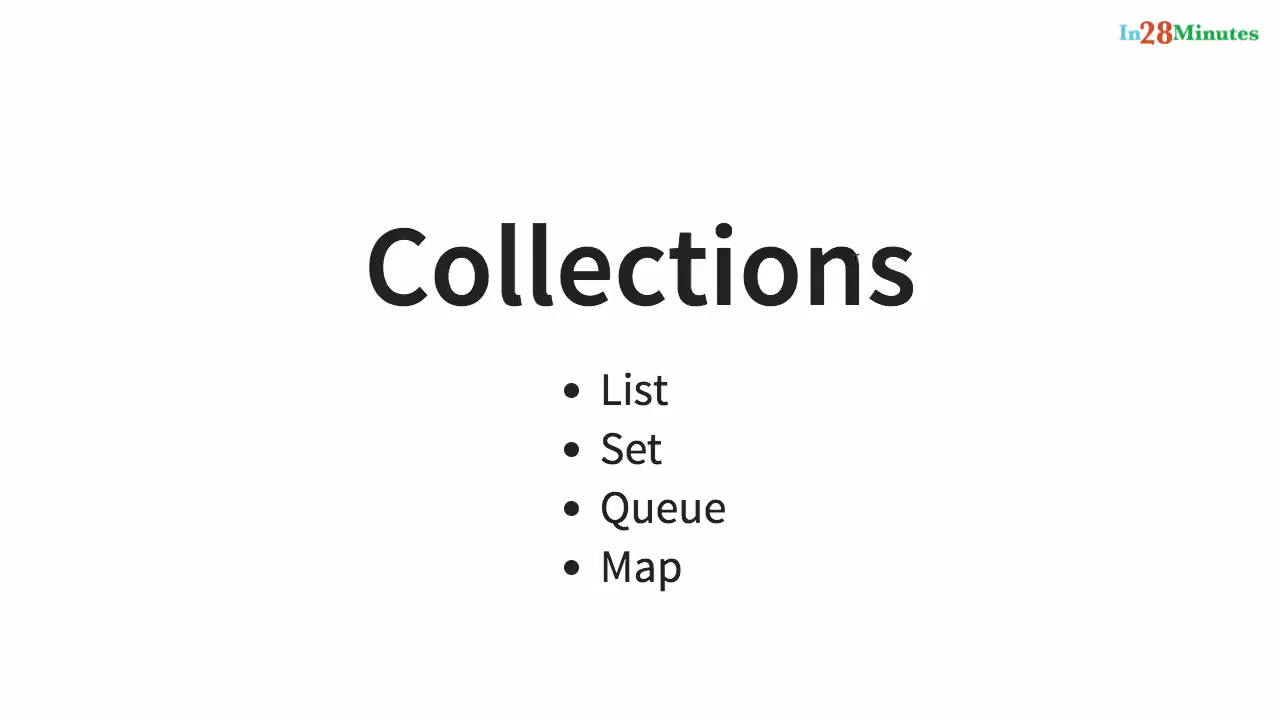 In28Minutes
Collections
• List
• Set
• Queue
• Map